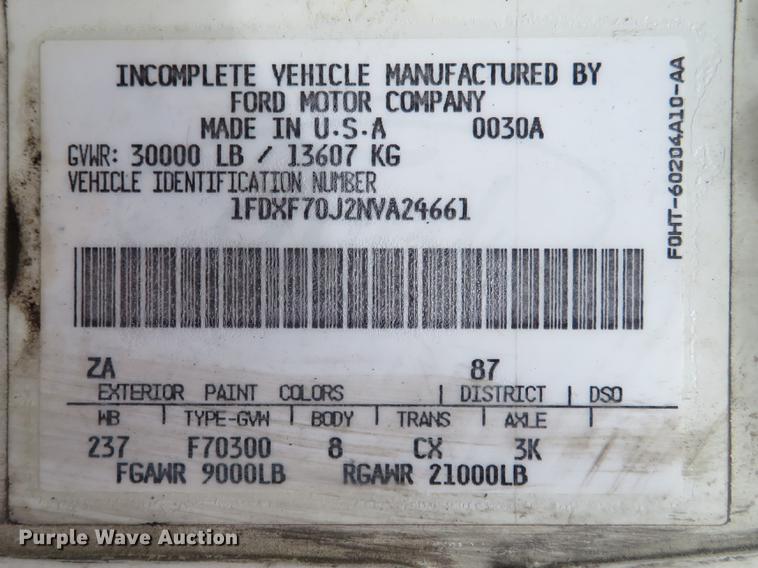 INCOMPLETE VEHICLE MANUFACTURED BY
FORD MOTOR COMPANY
MADE IN U.S.A 0030A
GVWR: 30000 LB / 13607 KG
VEHICLE IDENTIFICATION NUMBER
1FDXF70J2NVA24661
F0HT-60204A10-AA
ZA 87
EXTERIOR PAINT COLORS | DISTRICT | DSO
WB | TYPE-GVW | BODY | TRANS | AXLE |
237 F70300 8 CX 3K
FGAWR 9000LB RGAWR 21000LB
Purple Wave Auction